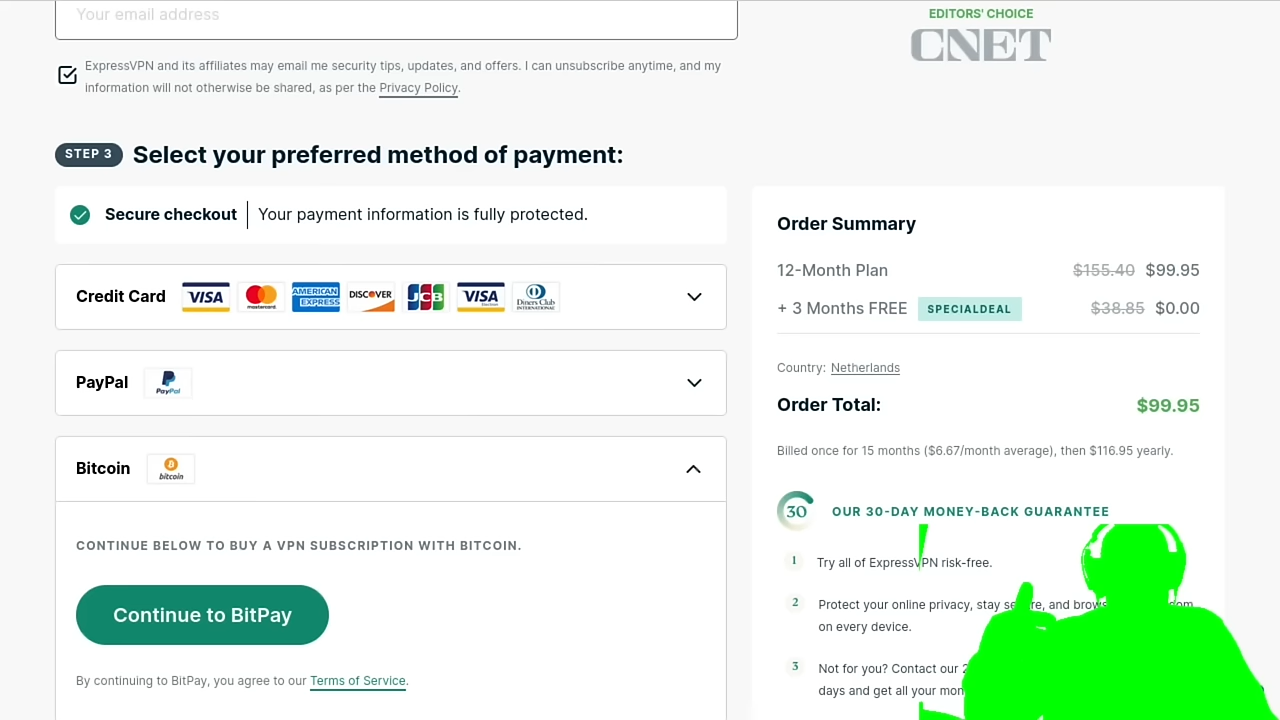 Your email address
EDITORS' CHOICE
CNET
ExpressVPN and its affiliates may email me security tips, updates, and offers. I can unsubscribe anytime, and my
information will not otherwise be shared, as per the Privacy Policy.
STEP 3 Select your preferred method of payment:
Secure checkout Your payment information is fully protected.
Credit Card VISA mastercard AMERICAN EXPRESS DISCOVER JCB VISA Electron Diners Club INTERNATIONAL
PayPal PayPal
Bitcoin bitcoin
CONTINUE BELOW TO BUY A VPN SUBSCRIPTION WITH BITCOIN.
Continue to BitPay
By continuing to BitPay, you agree to our Terms of Service.
Order Summary
12-Month Plan $155.40 $99.95
+ 3 Months FREE SPECIALDEAL $38.85 $0.00
Country: Netherlands
Order Total: $99.95
Billed once for 15 months ($6.67/month average), then $116.95 yearly.
30 OUR 30-DAY MONEY-BACK GUARANTEE
1 Try all of ExpressVPN risk-free.
2 Protect your online privacy, stay secure, and
on every device.
3 Not for you? Contact our
days and get all your